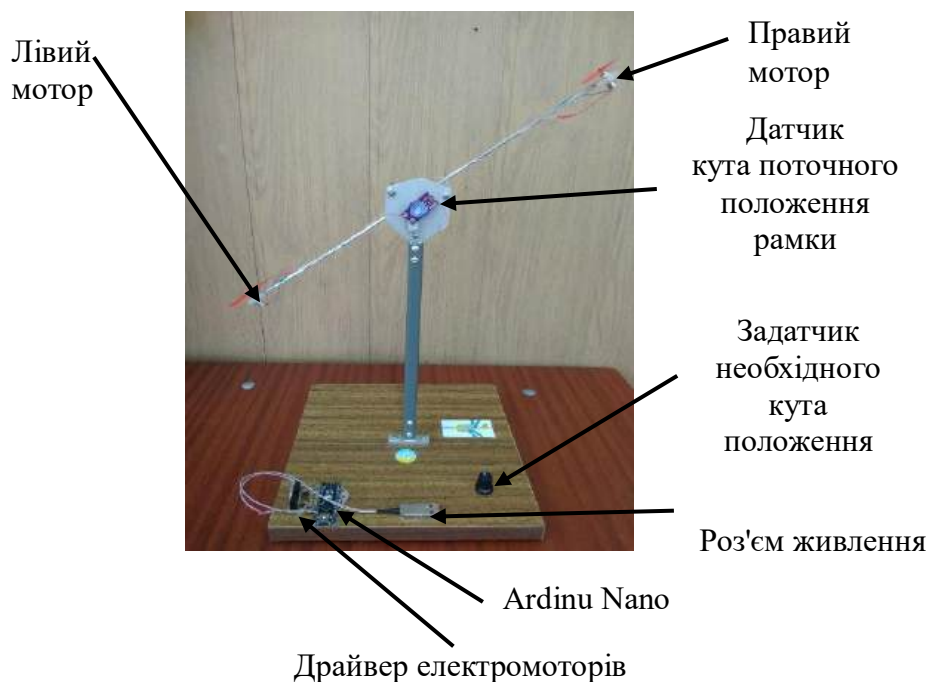 Лівий
мотор
Правий
мотор
Датчик
кута поточного
положення
рамки
Задатчик
необхідного
кута
положення
Роз'єм живлення
Ardinu Nano
Драйвер електромоторів